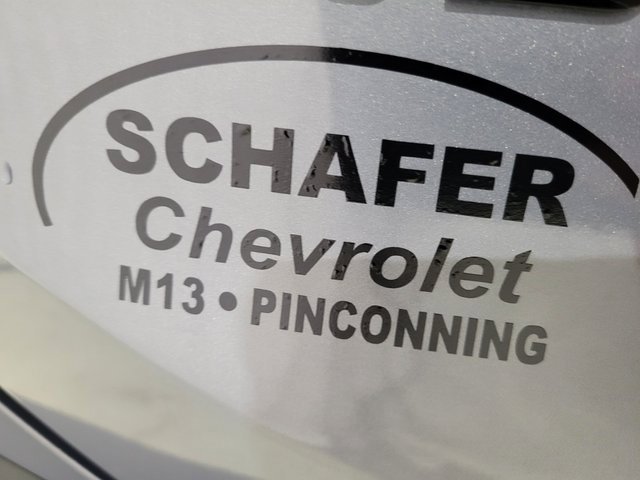 SCHAFER
Chevrolet
M13 • PINCONNING